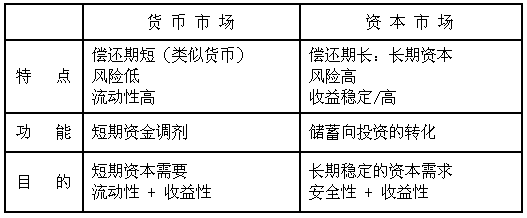 货币市场 资本市场
特点
偿还期短（类似货币） 偿还期长：长期资本
风险低 风险高
流动性高 收益稳定/高
功能 短期资金调剂 储蓄向投资的转化
目的
短期资本需要 长期稳定的资本需求
流动性 + 收益性 安全性 + 收益性